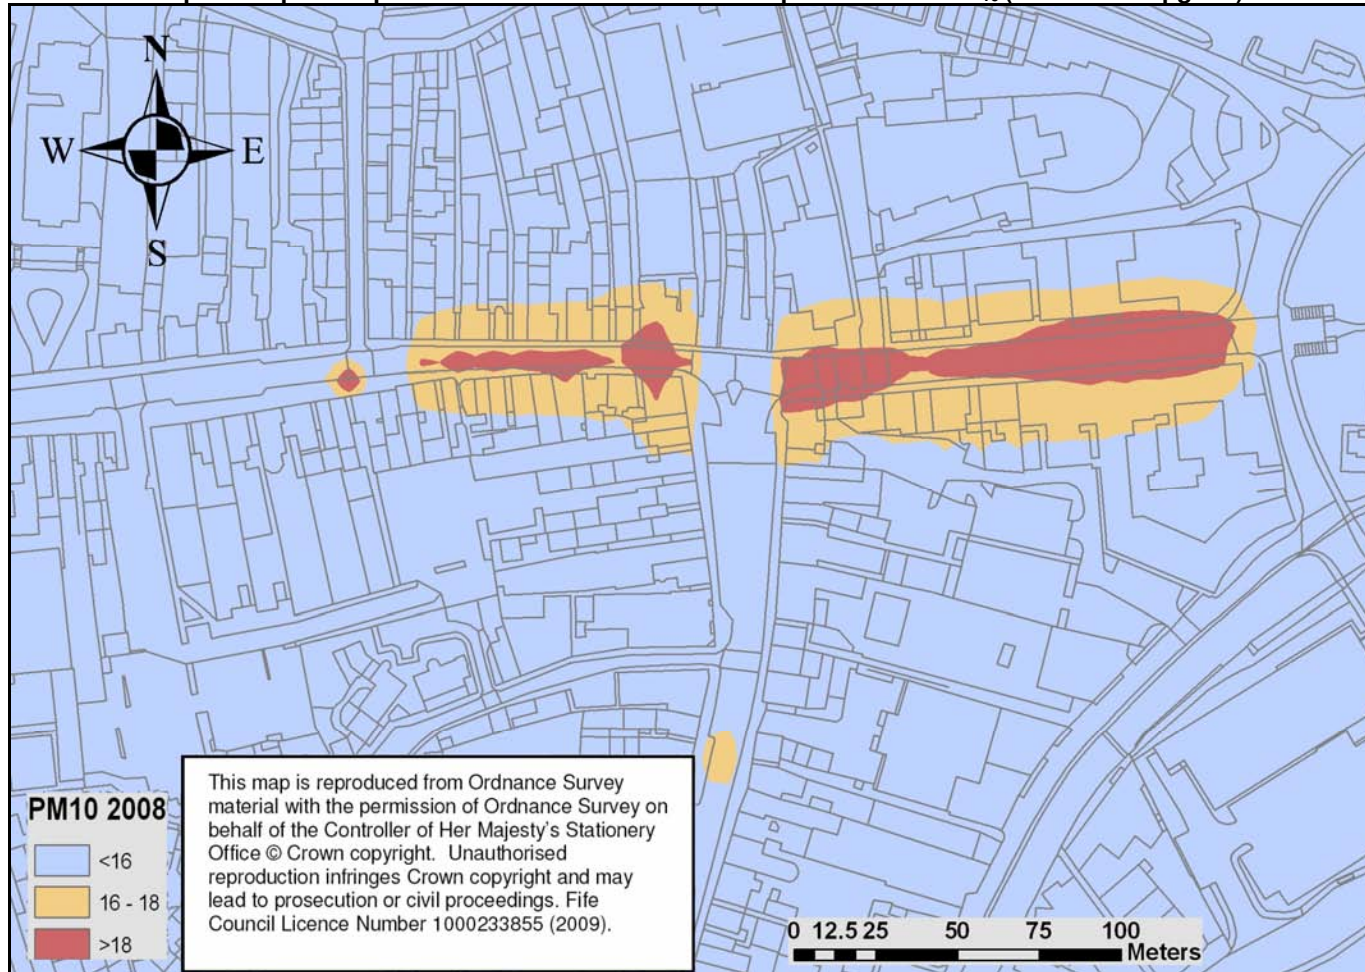 N
W E
S
This map is reproduced from Ordnance Survey
material with the permission of Ordnance Survey on
behalf of the Controller of Her Majesty's Stationery
Office © Crown copyright. Unauthorised
reproduction infringes Crown copyright and may
lead to prosecution or civil proceedings. Fife
Council Licence Number 1000233855 (2009).
PM10 2008
<16
16 - 18
>18
0 12.5 25 50 75 100
Meters